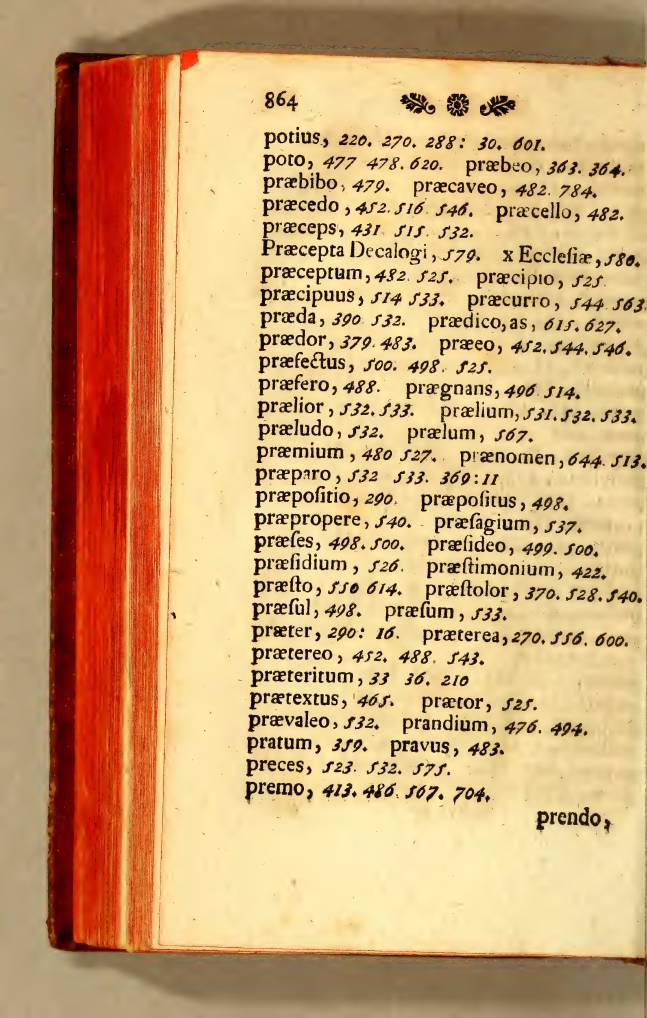 864
potius, 220. 270. 288: 30. 601.
poto, 477 478. 620. præbeo, 363. 364.
præbibo, 479. præcaveo, 482. 784.
præcedo, 452. 516 546. præcello, 482.
præceps, 431 515. 532.
Præcepta Decalogi, 579. x Eccleſiæ, 580.
præceptum, 482. 525. præcipio, 525
præcipuus, 514 533. præcurro, 544 563.
præda, 390 532. prædico, as, 615. 627.
prædor, 379. 483. præeo, 452. 544. 546.
præfectus, 500. 498. 525.
præfero, 488. prægnans, 496 514.
prælior, 532. 533. prælium, 531. 532. 533.
præludo, 532. prælum, 567.
præmium, 480 527. prænomen, 644. 513.
præparo, 532 533. 369: 11
præpoſitio, 290. præpoſitus, 498.
præpropere, 540. præſagium, 537.
præſes, 498. 500. præſideo, 499. 500.
præſidium, 526. præſtimonium, 422.
præſto, 550 614. præſtolor, 370. 528. 540.
præſul, 498. præſum, 533.
præter, 290: 16. præterea, 270. 556. 600.
prætereo, 452. 488. 543.
præteritum, 33 36. 210
prætextus, 465. prætor, 525.
prævaleo, 532. prandium, 476. 494.
pratum, 359. pravus, 483.
preces, 523. 532. 575.
premo, 413. 486. 567. 704.
prendo,